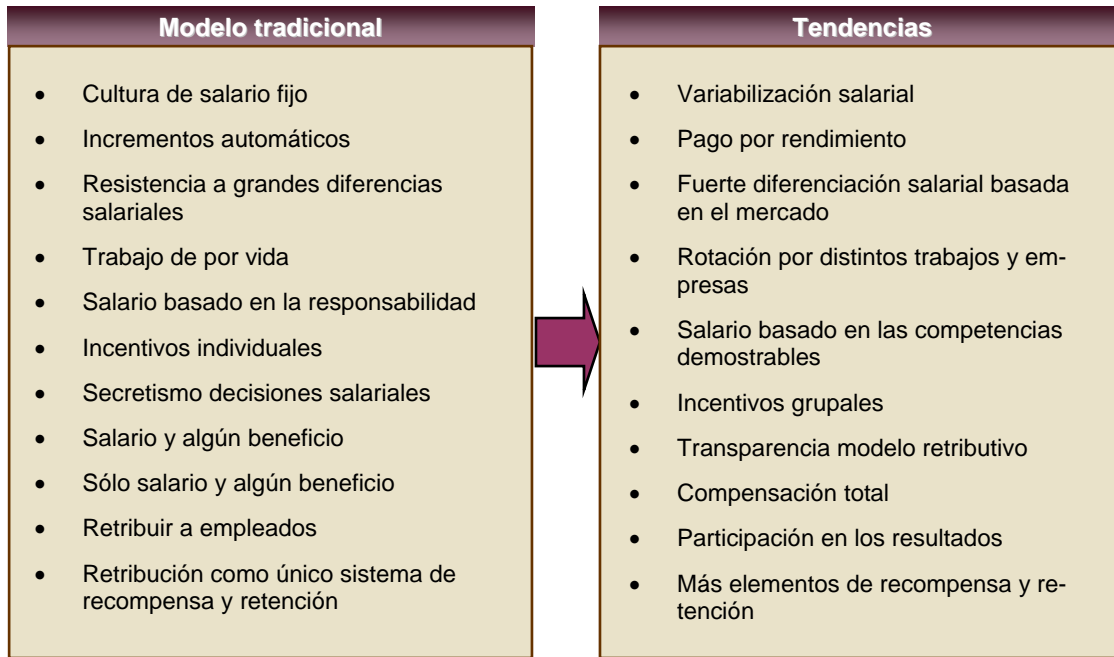 Modelo tradicional
• Cultura de salario fijo
• Incrementos automáticos
• Resistencia a grandes diferencias
salariales
• Trabajo de por vida
• Salario basado en la responsabilidad
• Incentivos individuales
• Secretismo decisiones salariales
• Salario y algún beneficio
• Sólo salario y algún beneficio
• Retribuir a empleados
• Retribución como único sistema de
recompensa y retención
Tendencias
• Variabilización salarial
• Pago por rendimiento
• Fuerte diferenciación salarial basada
en el mercado
• Rotación por distintos trabajos y em-
presas
• Salario basado en las competencias
demostrables
• Incentivos grupales
• Transparencia modelo retributivo
• Compensación total
• Participación en los resultados
• Más elementos de recompensa y re-
tención